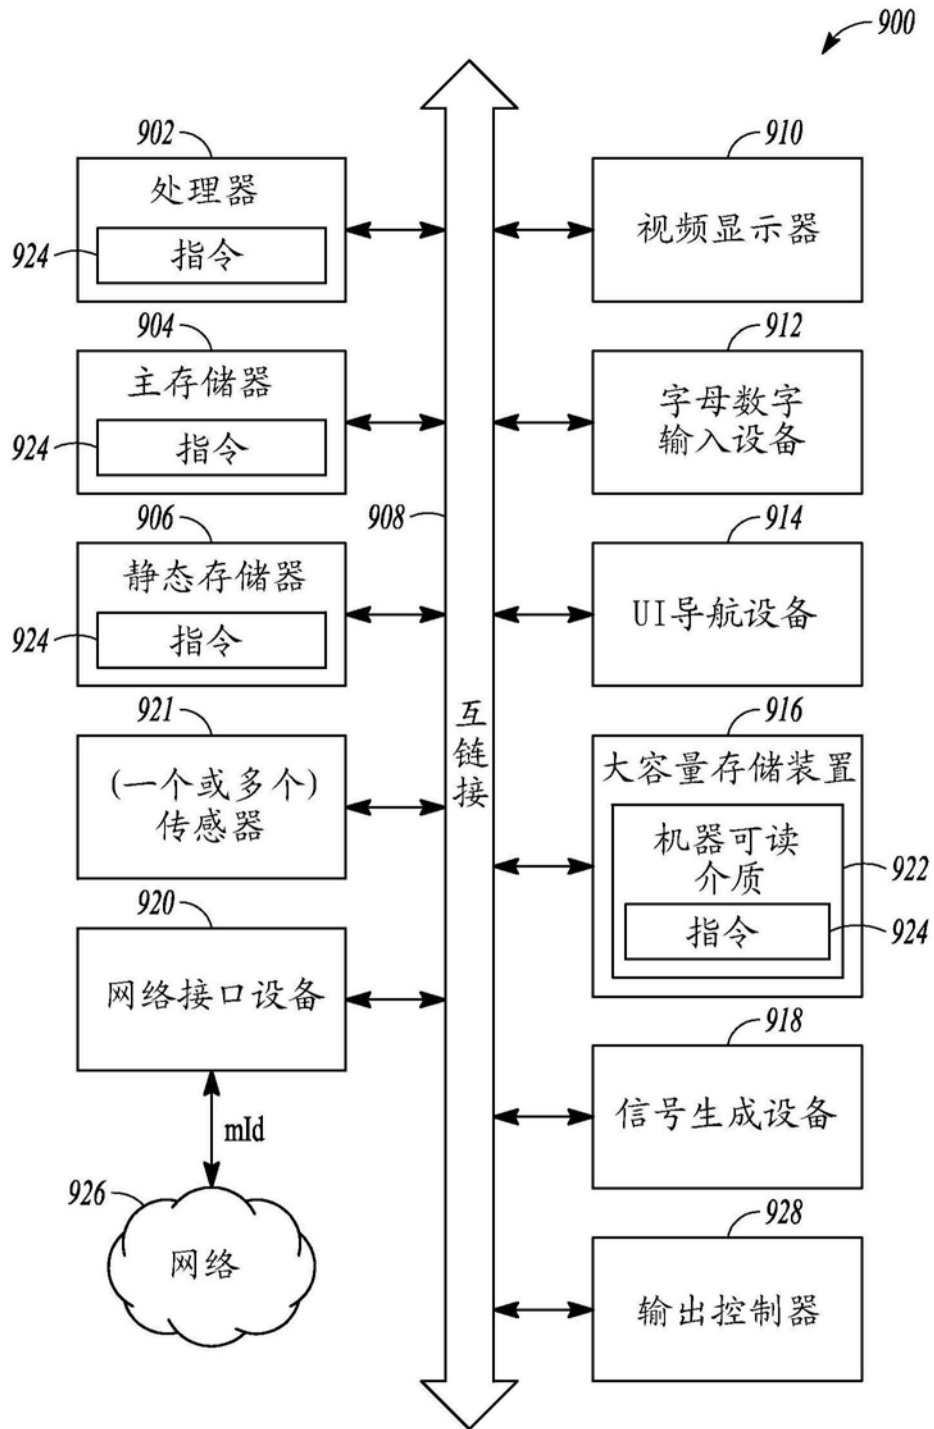 900
902
处理器
924
指令
904
主存储器
924
指令
906
静态存储器
924
指令
921
(一个或多个)
传感器
920
网络接口设备
mId
926
网络
908
互链接
910
视频显示器
912
字母数字
输入设备
914
UI导航设备
916
大容量存储装置
机器可读
介质
922
指令
924
918
信号生成设备
928
输出控制器